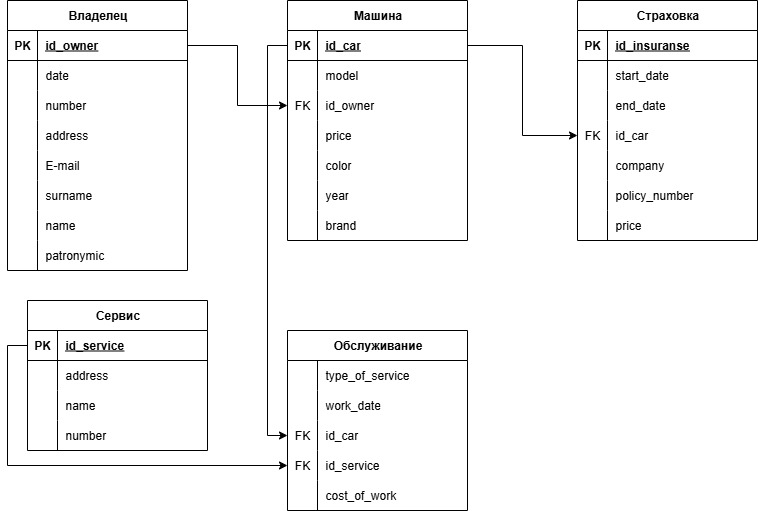 Владелец
PK id_owner
date
number
address
E-mail
surname
name
patronymic
Машина
PK id_car
model
FK id_owner
price
color
year
brand
Страховка
PK id_insuranse
start_date
end_date
FK id_car
company
policy_number
price
Сервис
PK id_service
address
name
number
Обслуживание
type_of_service
work_date
FK id_car
FK id_service
cost_of_work